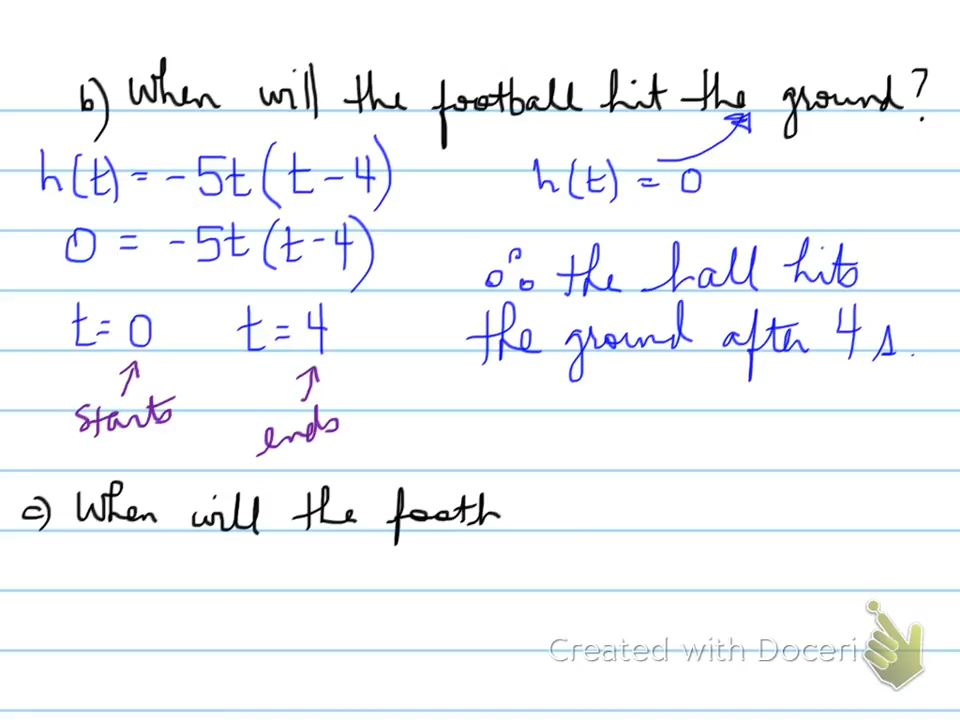 b) When will the football hit the ground?
h(t) = -5t(t-4)
h(t) = 0
0 = -5t(t-4)
∴ the ball hits
t=0 t=4
the ground after 4 s.
starts
ends
c) When will the footb
Created with Doceri